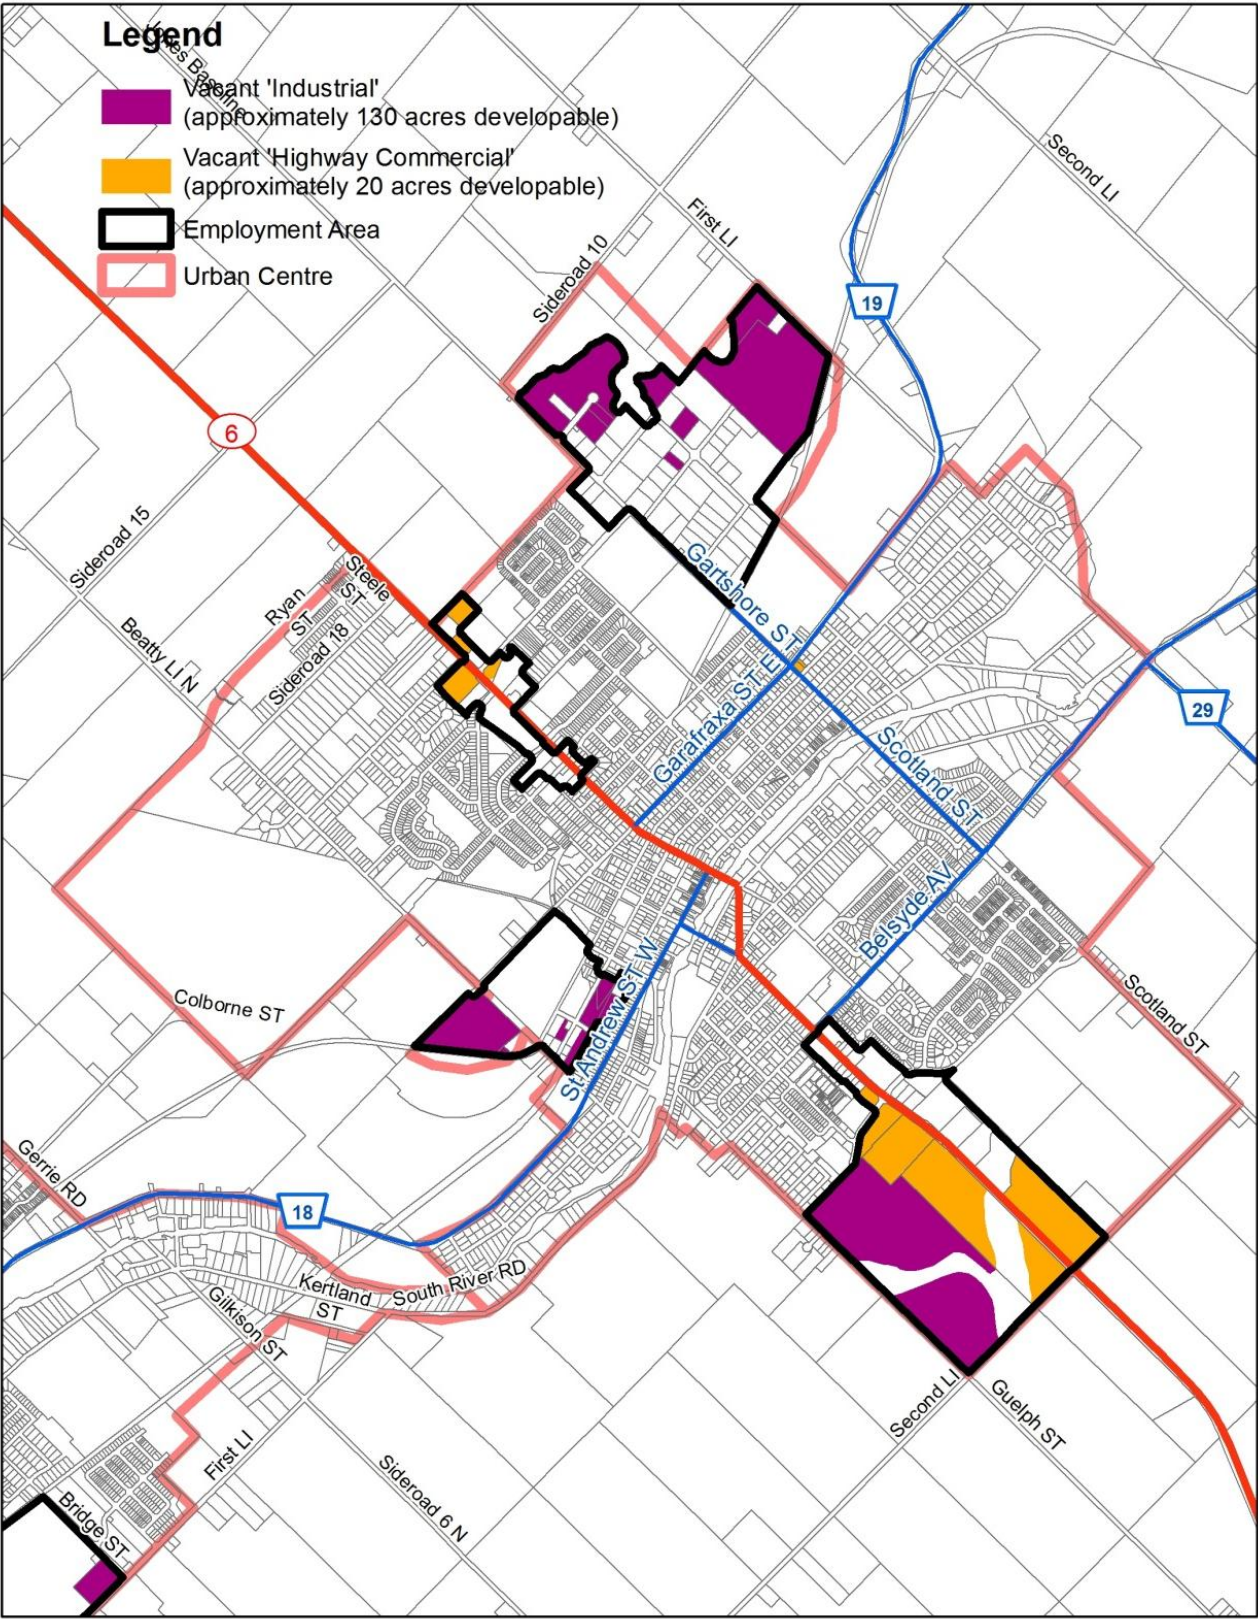 Legend
Vacant 'Industrial'
(approximately 130 acres developable)
Vacant 'Highway Commercial'
(approximately 20 acres developable)
Employment Area
Urban Centre
Baseline
Second LI
First LI
Sideroad 10
19
6
Sideroad 15
Steele
ST
Ryan
ST
Sideroad 18
Beatty LI N
Gartshore ST
Garafraxa ST E
29
Scotland ST
Belsyde AV
St Andrew ST W
Colborne ST
Scotland ST
Gerrie RD
18
Kertland
ST
South River RD
Gilkison ST
First LI
Second LI
Guelph ST
Sideroad 6 N
Bridge ST